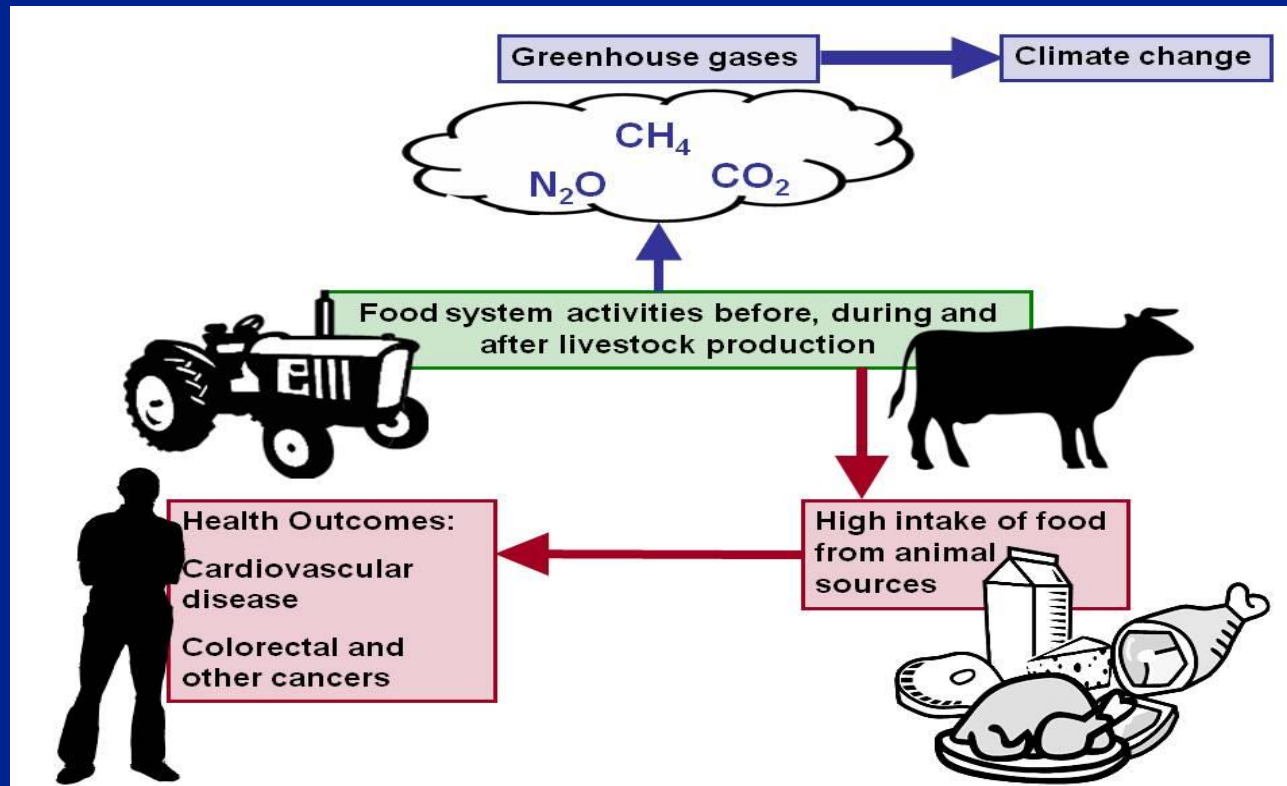 Greenhouse gases
Climate change
CH₄
N₂O
CO₂
Food system activities before, during and
after livestock production
Health Outcomes:
Cardiovascular
disease
Colorectal and
other cancers
High intake of food
from animal
sources